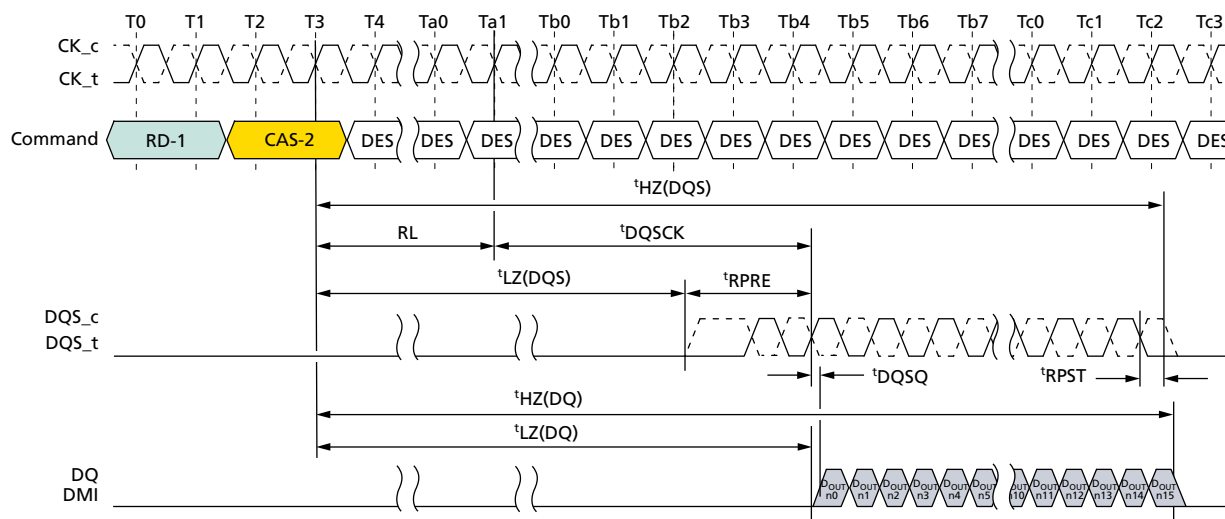 T0 T1 T2 T3 T4 Ta0 Ta1 Tb0 Tb1 Tb2 Tb3 Tb4 Tb5 Tb6 Tb7 Tc0 Tc1 Tc2 Tc3
CK_c
CK_t
Command RD-1 CAS-2 DES DES DES DES DES DES DES DES DES DES DES DES DES DES DES
tHZ(DQS)
RL tDQSCK
tLZ(DQS) tRPRE
DQS_c
DQS_t
tDQSQ tRPST
tHZ(DQ)
tLZ(DQ)
DQ
DMI
DOUT DOUT DOUT DOUT DOUT DOUT DOUT DOUT DOUT DOUT DOUT DOUT
n0 n1 n2 n3 n4 n5 n10 n11 n12 n13 n14 n15